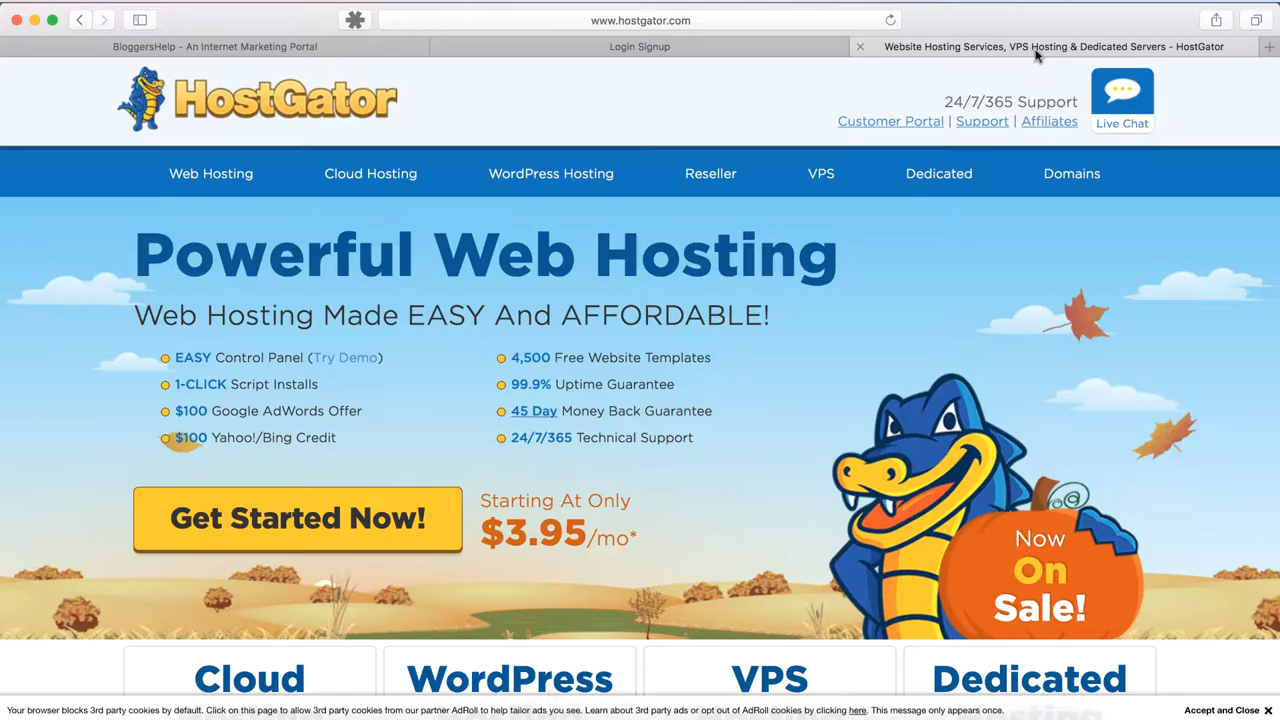 www.hostgator.com
BloggersHelp - An Internet Marketing Portal
Login Signup
Website Hosting Services, VPS Hosting & Dedicated Servers - HostGator
HostGator
24/7/365 Support
Customer Portal | Support | Affiliates
Live Chat
Web Hosting
Cloud Hosting
WordPress Hosting
Reseller
VPS
Dedicated
Domains
Powerful Web Hosting
Web Hosting Made EASY And AFFORDABLE!
EASY Control Panel (Try Demo)
1-CLICK Script Installs
$100 Google AdWords Offer
$100 Yahoo!/Bing Credit
4,500 Free Website Templates
99.9% Uptime Guarantee
45 Day Money Back Guarantee
24/7/365 Technical Support
Get Started Now!
Starting At Only
$3.95/mo*
Now
On
Sale!
Cloud
WordPress
VPS
Dedicated
Your browser blocks 3rd party cookies by default. Click on this page to allow 3rd party cookies from our partner AdRoll to help tailor ads you see. Learn about 3rd party ads or opt out of AdRoll cookies by clicking here. This message only appears once.
Accept and Close ✕